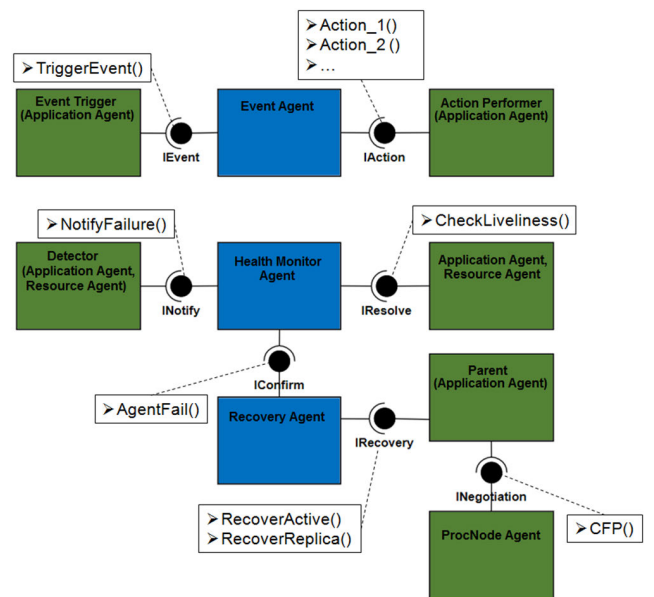 ➤ Action_1()
➤ Action_2 ()
➤ ...
➤ TriggerEvent()
Event Trigger
(Application Agent)
Event Agent
Action Performer
(Application Agent)
IEvent
IAction
➤ NotifyFailure()
➤ CheckLiveliness()
Detector
(Application Agent,
Resource Agent)
Health Monitor
Agent
Application Agent,
Resource Agent
INotify
IResolve
IConfirm
Parent
(Application Agent)
➤ AgentFail()
Recovery Agent
IRecovery
INegotiation
➤ RecoverActive()
➤ RecoverReplica()
ProcNode Agent
➤ CFP()